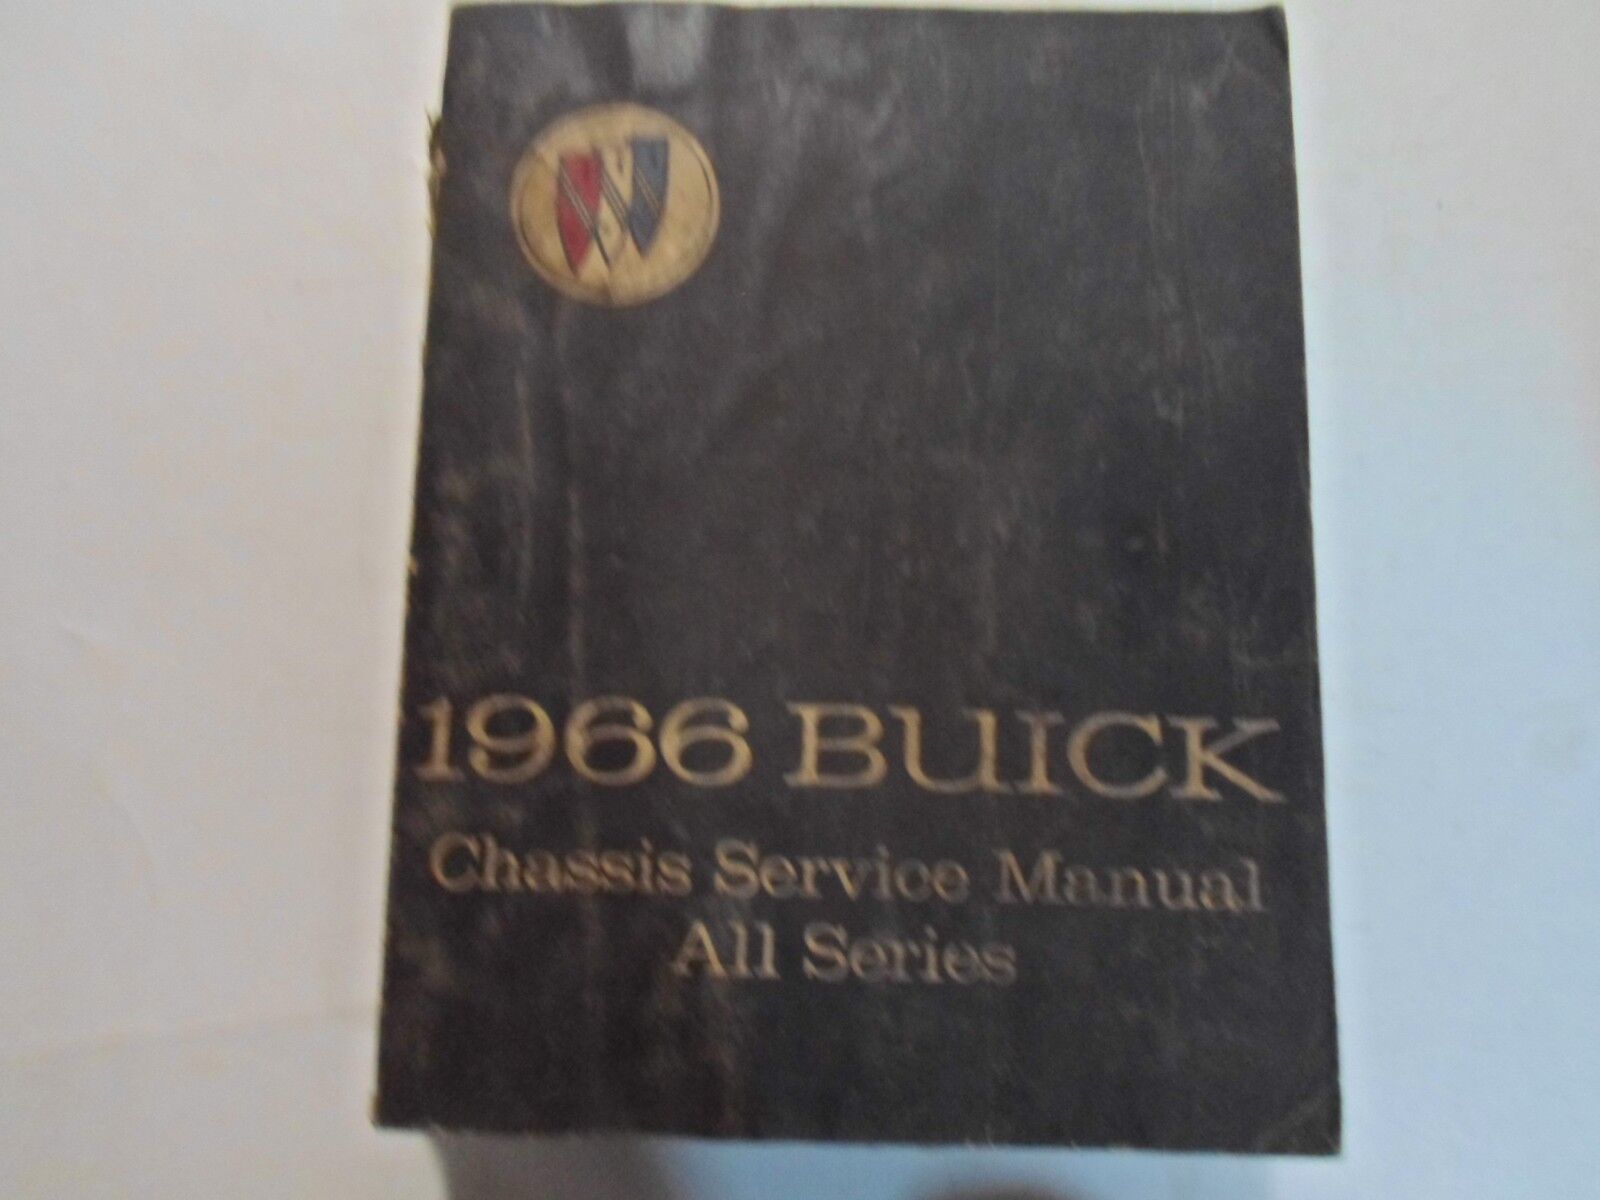 1966 BUICK
Chassis Service Manual
All Series